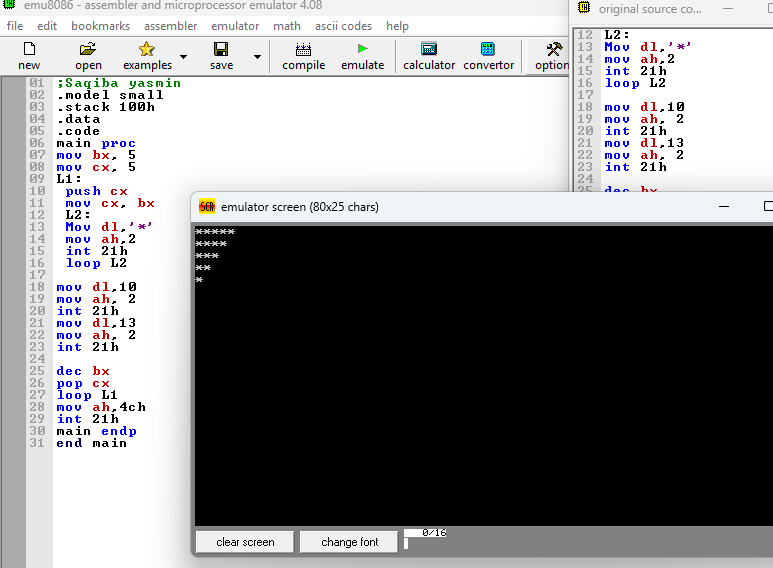 emu8086 - assembler and microprocessor emulator 4.08
file edit bookmarks assembler emulator math ascii codes help
new open examples save compile emulate calculator convertor option
01 ;Saqiba yasmin
02 .model small
03 .stack 100h
04 .data
05 .code
06 main proc
07 mov bx, 5
08 mov cx, 5
09 L1:
10 push cx
11 mov cx, bx
12 L2:
13 Mov dl,'*'
14 mov ah,2
15 int 21h
16 loop L2
17
18 mov dl,10
19 mov ah, 2
20 int 21h
21 mov dl,13
22 mov ah, 2
23 int 21h
24
25 dec bx
26 pop cx
27 loop L1
28 mov ah,4ch
29 int 21h
30 main endp
31 end main
original source co...
12 L2:
13 Mov dl,'*'
14 mov ah,2
15 int 21h
16 loop L2
17
18 mov dl,10
19 mov ah, 2
20 int 21h
21 mov dl,13
22 mov ah, 2
23 int 21h
24
25 dec bx
emulator screen (80x25 chars)
*****
****
***
**
*
clear screen change font 0/16